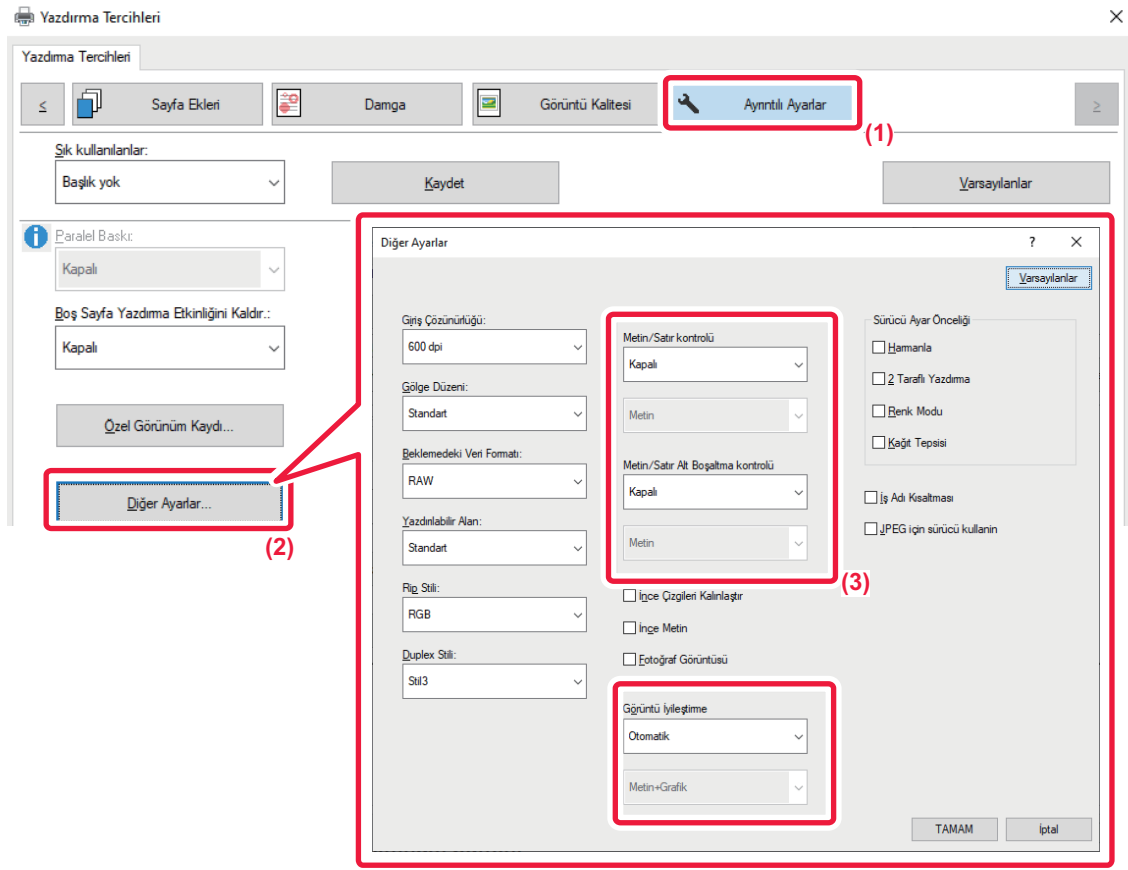 Yazdırma Tercihleri
Yazdırma Tercihleri
<
Sayfa Ekleri
Damga
Görüntü Kalitesi
Ayrıntılı Ayarlar
>
(1)
Sık kullanılanlar:
Başlık yok
Kaydet
Varsayılanlar
Paralel Baskı:
Kapalı
Boş Sayfa Yazdırma Etkinliğini Kaldır.:
Kapalı
Özel Görünüm Kaydı...
Diğer Ayarlar...
(2)
Diğer Ayarlar
?
Varsayılanlar
Giriş Çözünürlüğü:
600 dpi
Gölge Düzeni:
Standart
Beklemedeki Veri Formatı:
RAW
Yazdırılabilir Alan:
Standart
Rip Stili:
RGB
Duplex Stili:
Stil3
Metin/Satır kontrolü
Kapalı
Metin
Metin/Satır Alt Boşaltma kontrolü
Kapalı
Metin
(3)
İnce Çizgileri Kalınlaştır
İnce Metin
Fotoğraf Görüntüsü
Görüntü İyileştirme
Otomatik
Metin+Grafik
Sürücü Ayar Önceliği
Hamanla
2 Taraflı Yazdırma
Renk Modu
Kağıt Tepsisi
İş Adı Kısaltması
JPEG için sürücü kullanin
TAMAM
İptal